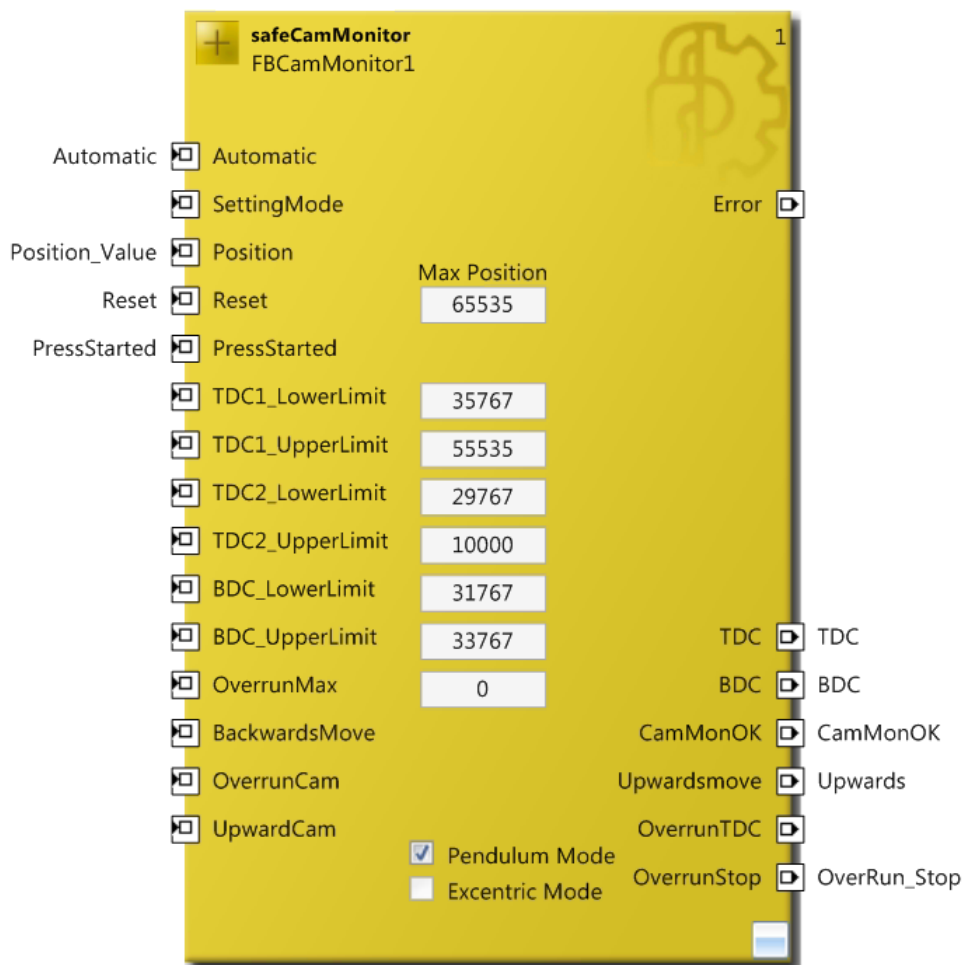 safeCamMonitor
1
FBCamMonitor1
Automatic Automatic
SettingMode Error
Position_Value Position
Max Position
Reset Reset 65535
PressStarted PressStarted
TDC1_LowerLimit 35767
TDC1_UpperLimit 55535
TDC2_LowerLimit 29767
TDC2_UpperLimit 10000
BDC_LowerLimit 31767
BDC_UpperLimit 33767 TDC TDC
OverrunMax 0 BDC BDC
BackwardsMove CamMonOK CamMonOK
OverrunCam Upwardsmove Upwards
UpwardCam OverrunTDC
Pendulum Mode
OverrunStop OverRun_Stop
Excentric Mode